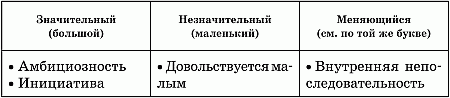 Значительный (большой)
Незначительный (маленький)
Меняющийся (см. по той же букве)
• Амбициозность
• Инициатива
• Довольствуется ма-
лым
• Внутренняя непо-
следовательность